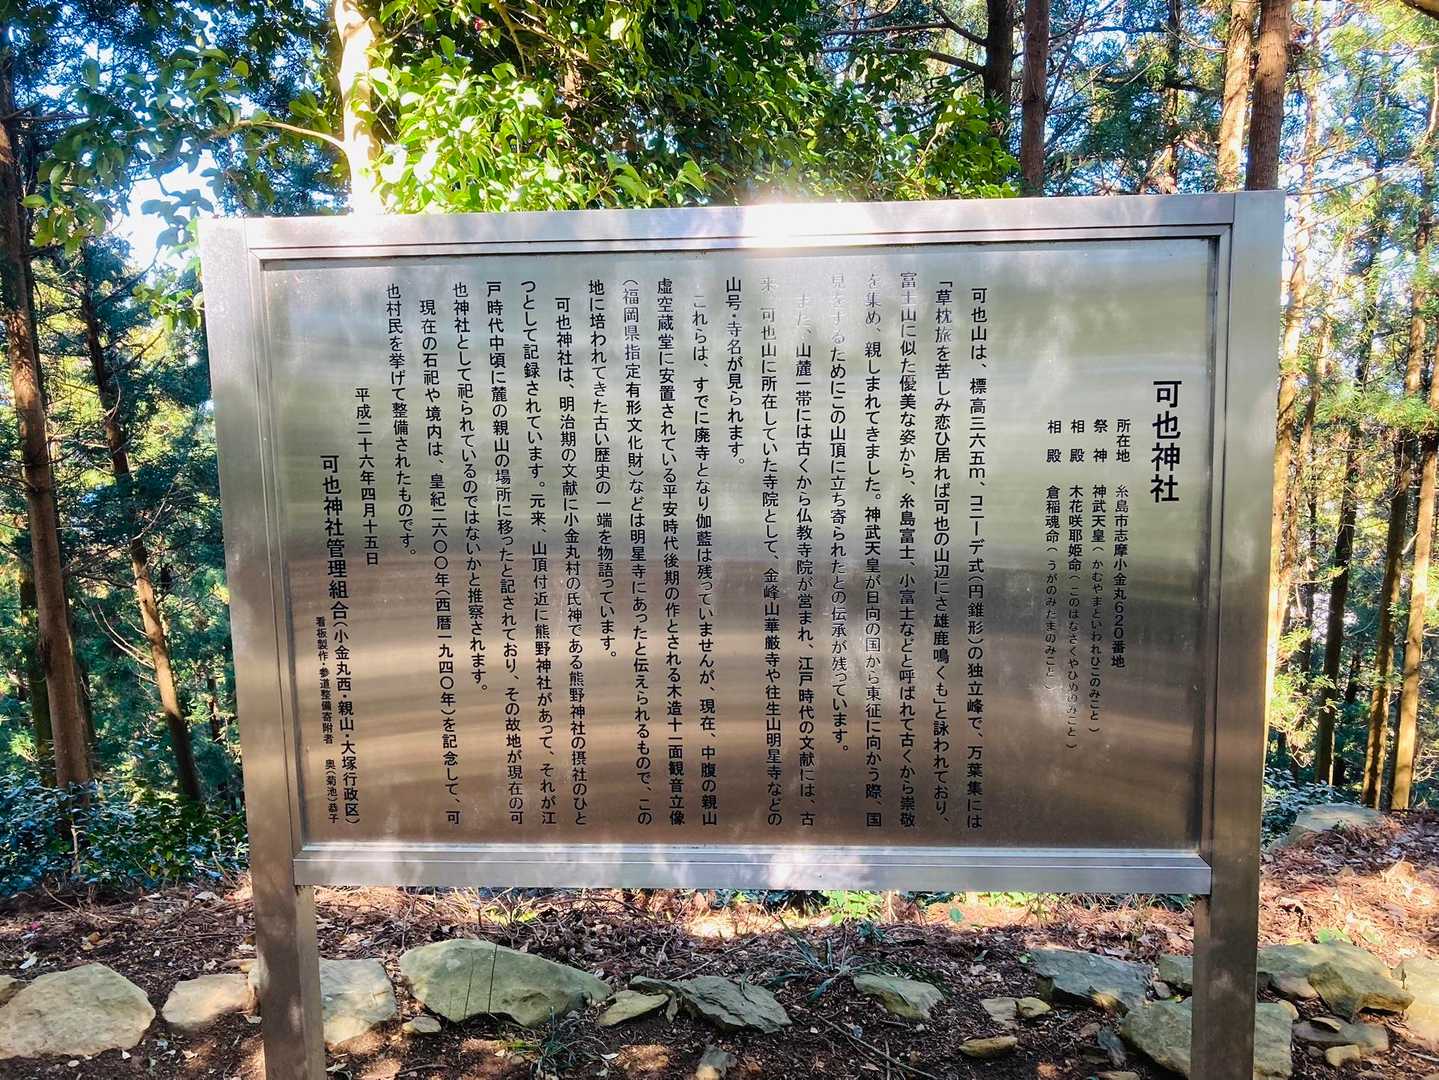 可也神社
所在地　糸島市志摩小金丸６２０番地
祭　神　神武天皇（かむやまといわれひこのみこと）
相　殿　木花咲耶姫命（このはなさくやひめのみこと）
相　殿　倉稲魂命（うがのみたまのみこと）
可也山は、標高三六五ｍ、コニーデ式（円錐形）の独立峰で、万葉集には
「草枕旅を苦しみ恋ひ居れば可也の山辺にさ雄鹿鳴くも」と詠われており、
富士山に似た優美な姿から、糸島富士、小富士などと呼ばれて古くから崇敬
を集め、親しまれてきました。神武天皇が日向の国から東征に向かう際、国
見をするためにこの山頂に立ち寄られたとの伝承が残っています。
また、山麓一帯には古くから仏教寺院が営まれ、江戸時代の文献には、古
来、可也山に所在していた寺院として、金峰山華厳寺や往生山明星寺などの
山号・寺名が見られます。
これらは、すでに廃寺となり伽藍は残っていませんが、現在、中腹の親山
虚空蔵堂に安置されている平安時代後期の作とされる木造十一面観音立像
（福岡県指定有形文化財）などは明星寺にあったと伝えられるもので、この
地に培われてきた古い歴史の一端を物語っています。
可也神社は、明治期の文献に小金丸村の氏神である熊野神社の摂社のひと
つとして記録されています。元来、山頂付近に熊野神社があって、それが江
戸時代中頃に麓の親山の場所に移ったと記されており、その故地が現在の可
也神社として祀られているのではないかと推察されます。
現在の石祀や境内は、皇紀二六〇〇年（西暦一九四〇年）を記念して、可
也村民を挙げて整備されたものです。
平成二十六年四月十五日
可也神社管理組合（小金丸西・親山・大塚行政区）
看板製作・参道整備寄附者　奥（菊池）恭子